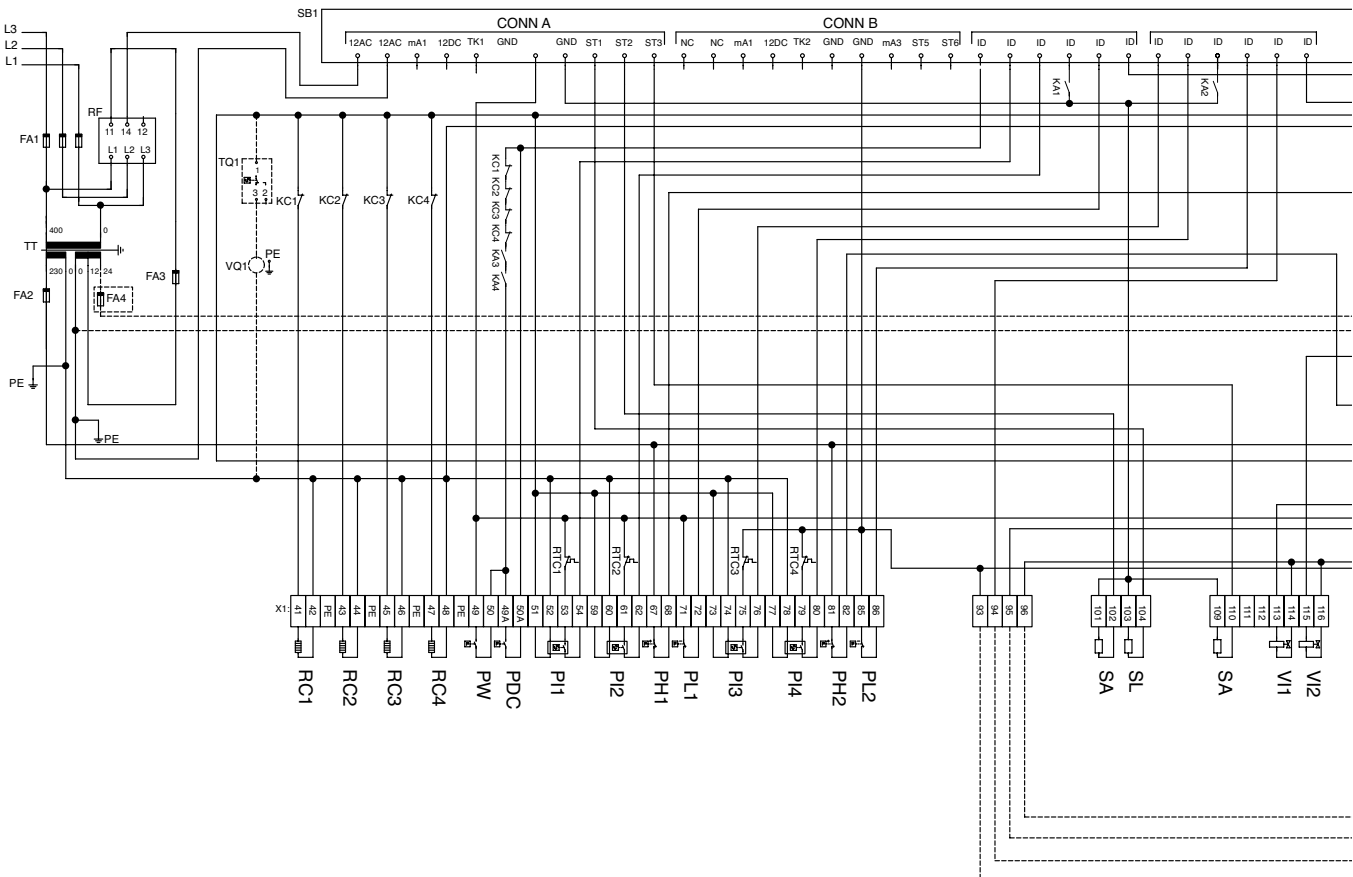 SB1
CONN A
CONN B
12AC 12AC mA1 12DC TK1 GND GND ST1 ST2 ST3 NC NC mA1 12DC TK2 GND GND mA3 ST5 ST6 ID ID ID ID ID ID ID ID ID ID ID ID
L3
L2
L1
KA1 KA2
RF
11 14 12
L1 L2 L3
FA1
TQ1
1
3 2
KC1 KC2 KC3 KC4
KC1 KC2 KC3 KC4 KA3 KA4
400 0
TT
230 0 0 12 24
VQ1 PE
FA3
FA2
FA4
PE
PE
RTC1 RTC2 RTC3 RTC4
X1: 41 42 PE 43 44 PE 45 46 PE 47 48 PE 49 50 49A 50A 51 52 53 54 59 60 61 62 67 68 71 72 73 74 75 76 77 78 79 80 81 82 85 86 93 94 95 96 101 102 103 104 109 110 111 112 113 114 115 116
RC1 RC2 RC3 RC4 PW PDC PI1 PI2 PH1 PL1 PI3 PI4 PH2 PL2 SA SL SA VI1 VI2